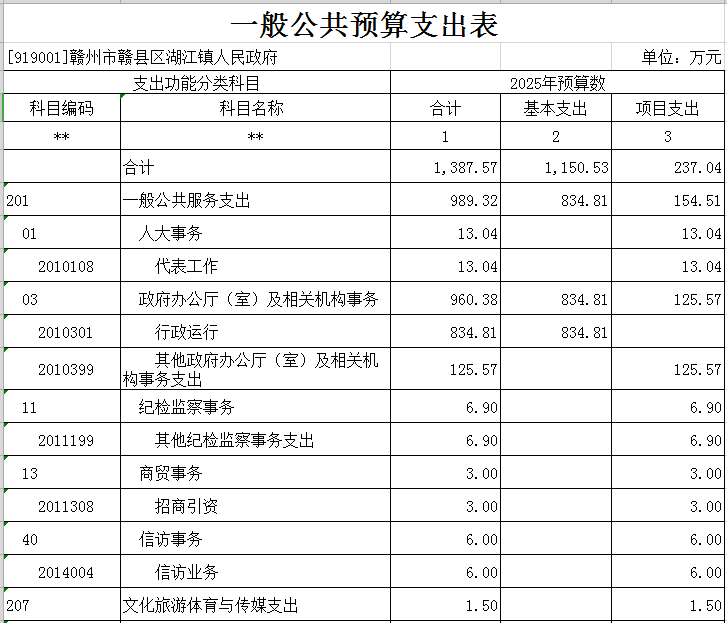 一般公共预算支出表
[919001]赣州市赣县区湖江镇人民政府 单位：万元
支出功能分类科目 2025年预算数
科目编码 科目名称 合计 基本支出 项目支出
** ** 1 2 3
合计 1,387.57 1,150.53 237.04
201 一般公共服务支出 989.32 834.81 154.51
01 人大事务 13.04 13.04
2010108 代表工作 13.04 13.04
03 政府办公厅（室）及相关机构事务 960.38 834.81 125.57
2010301 行政运行 834.81 834.81
2010399 其他政府办公厅（室）及相关机
构事务支出 125.57 125.57
11 纪检监察事务 6.90 6.90
2011199 其他纪检监察事务支出 6.90 6.90
13 商贸事务 3.00 3.00
2011308 招商引资 3.00 3.00
40 信访事务 6.00 6.00
2014004 信访业务 6.00 6.00
207 文化旅游体育与传媒支出 1.50 1.50